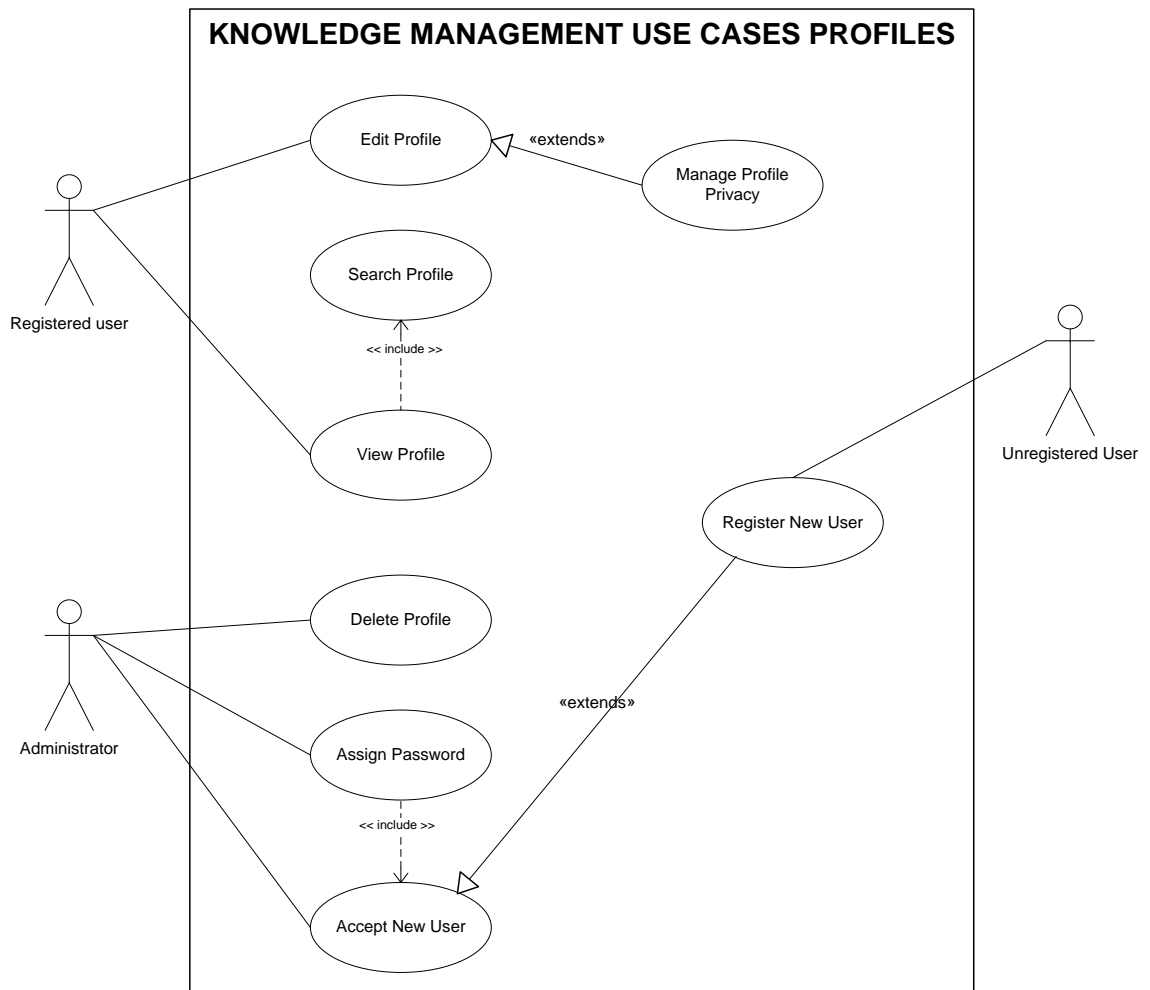 KNOWLEDGE MANAGEMENT USE CASES PROFILES
Edit Profile
«extends»
Manage Profile
Privacy
Search Profile
Registered user
<< include >>
View Profile
Unregistered User
Register New User
Delete Profile
«extends»
Administrator
Assign Password
<< include >>
Accept New User